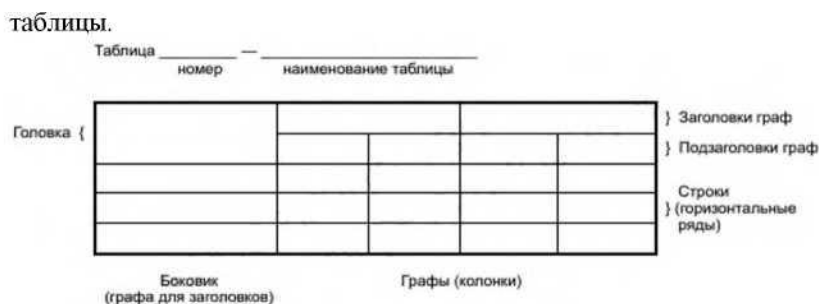 таблицы.
Таблица ________ — ________________
номер наименование таблицы
Головка { } Заголовки граф
} Подзаголовки граф
Строки
} (горизонтальные
ряды)
Боковик Графы (колонки)
(графа для заголовков)